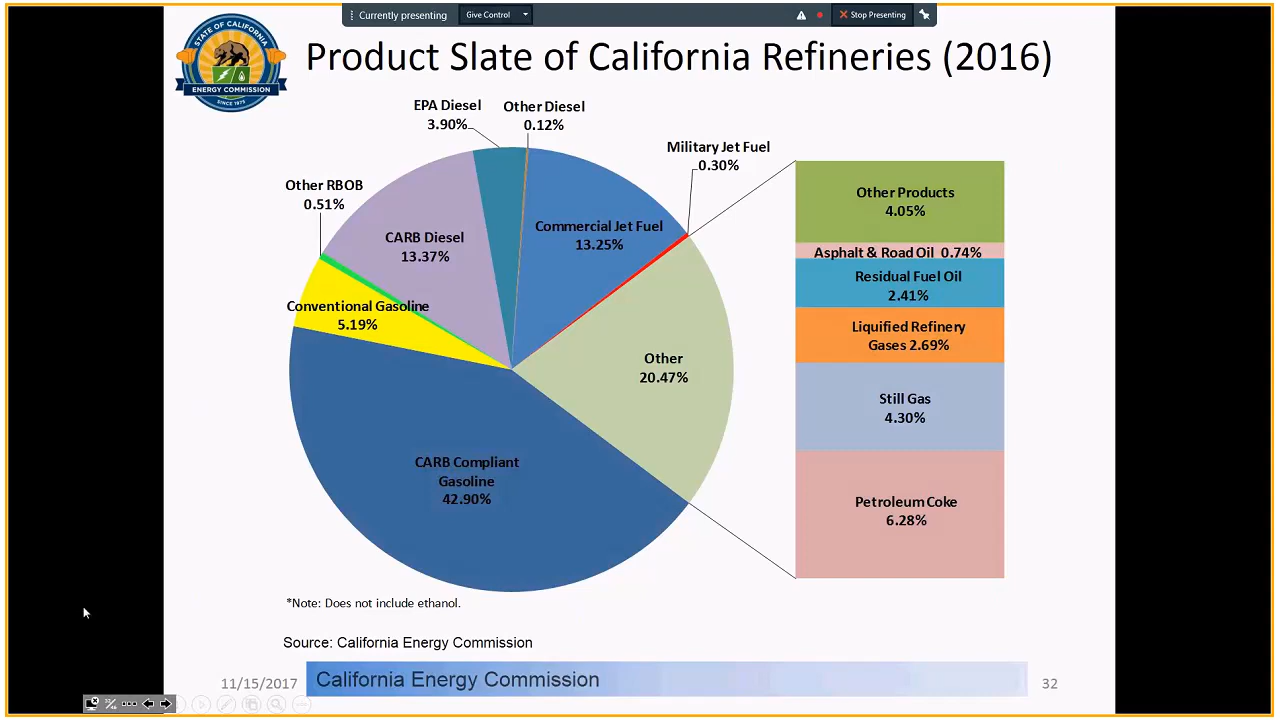 Currently presenting
Give Control
Stop Presenting
STATE OF CALIFORNIA
ENERGY COMMISSION
SINCE 1975
Product Slate of California Refineries (2016)
EPA Diesel
3.90%
Other Diesel
0.12%
Military Jet Fuel
0.30%
Other RBOB
0.51%
CARB Diesel
13.37%
Commercial Jet Fuel
13.25%
Conventional Gasoline
5.19%
Other
20.47%
CARB Compliant
Gasoline
42.90%
Other Products
4.05%
Asphalt & Road Oil 0.74%
Residual Fuel Oil
2.41%
Liquified Refinery
Gases 2.69%
Still Gas
4.30%
Petroleum Coke
6.28%
*Note: Does not include ethanol.
Source: California Energy Commission
11/15/2017
California Energy Commission
32